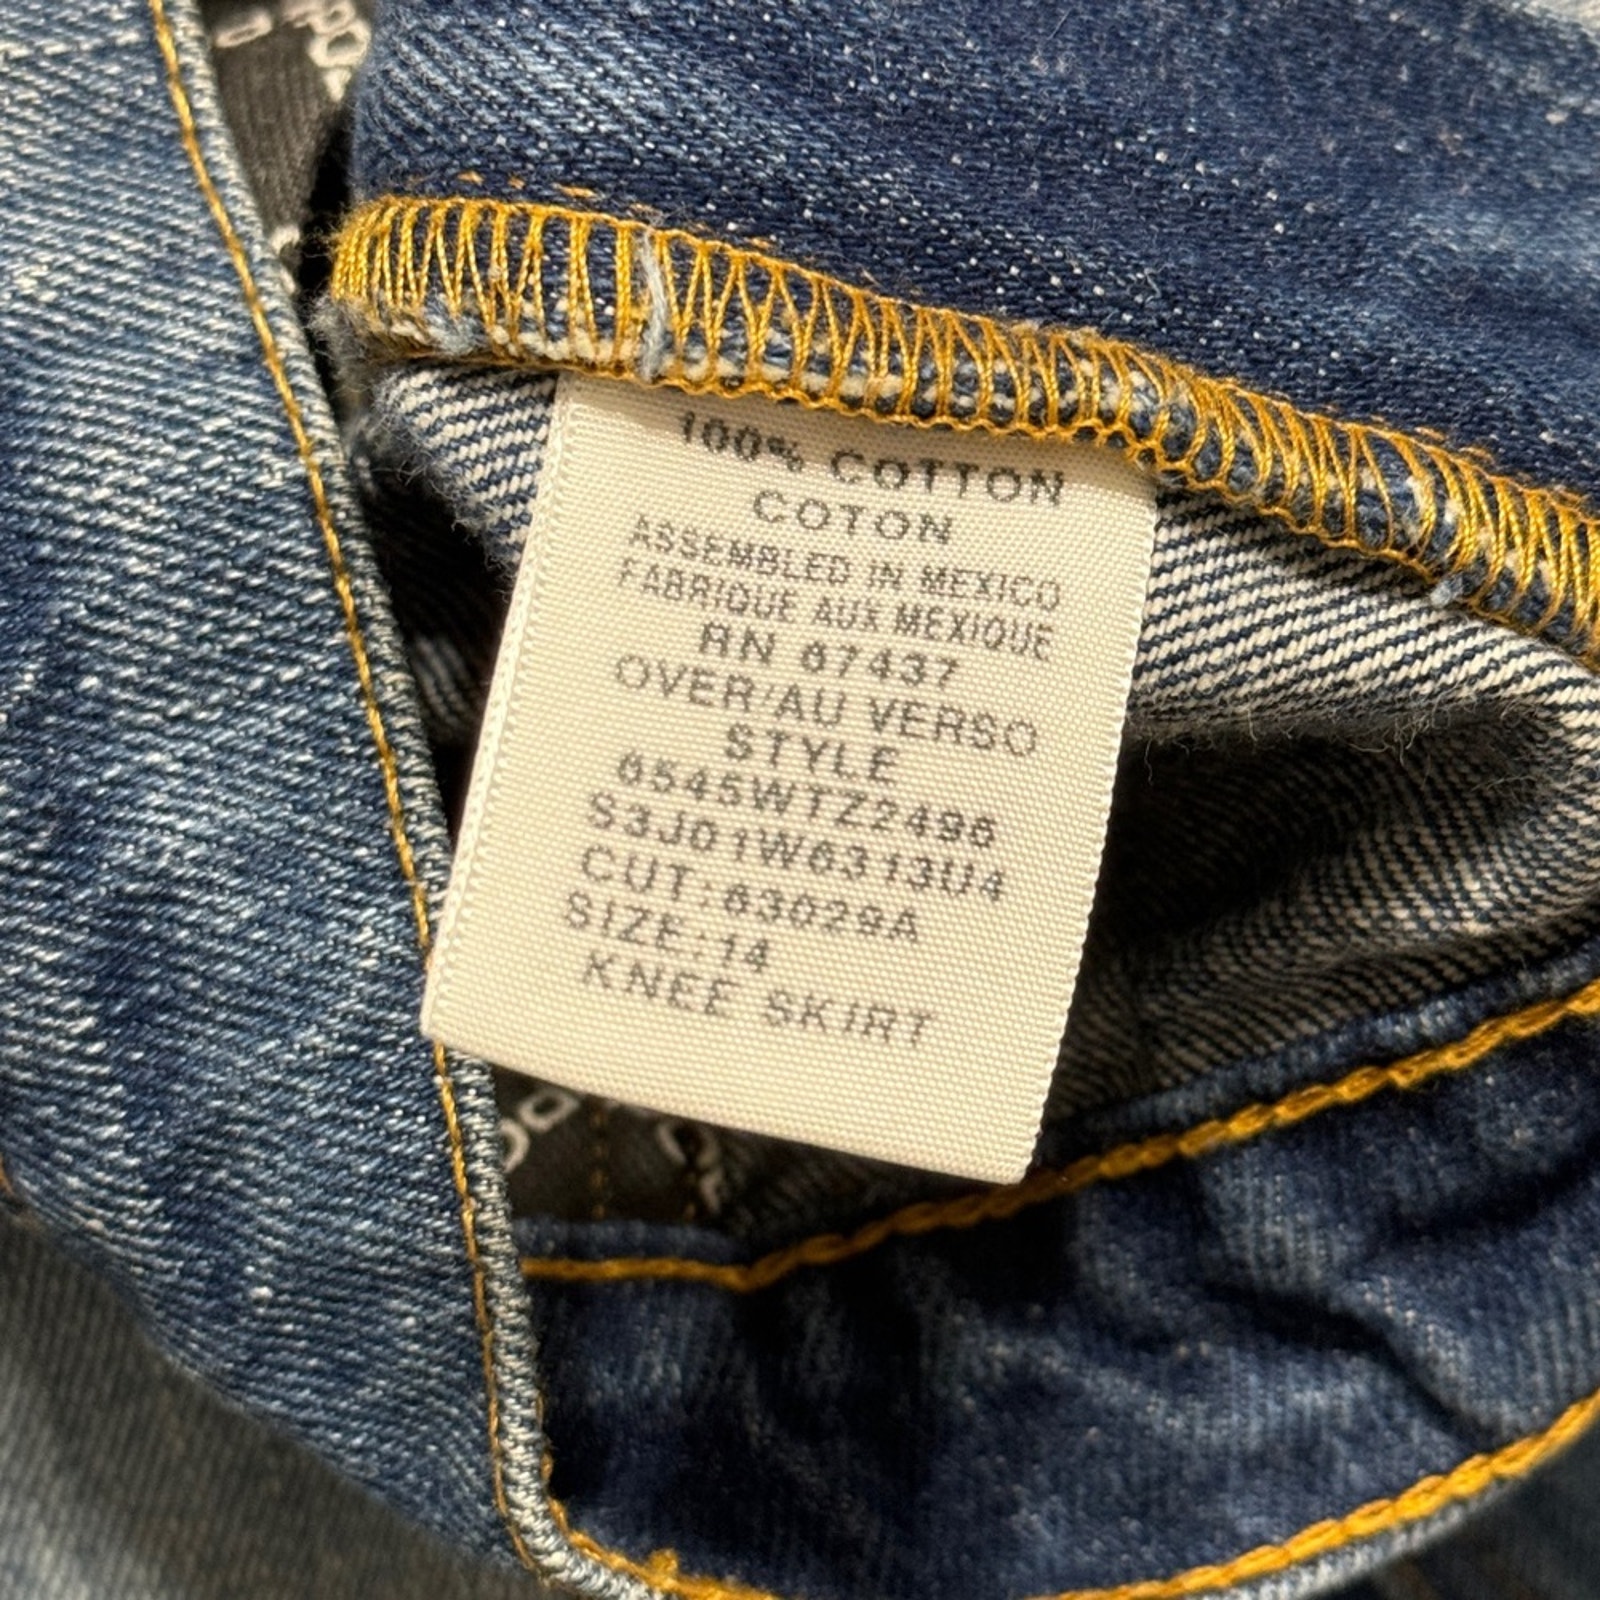 100% COTTON
COTON
ASSEMBLED IN MEXICO
FABRIQUE AUX MEXIQUE
RN 67437
OVER/AU VERSO
STYLE
6545WTZ2496
S3J01W6313U4
CUT:63029A
SIZE:14
KNEE SKIRT